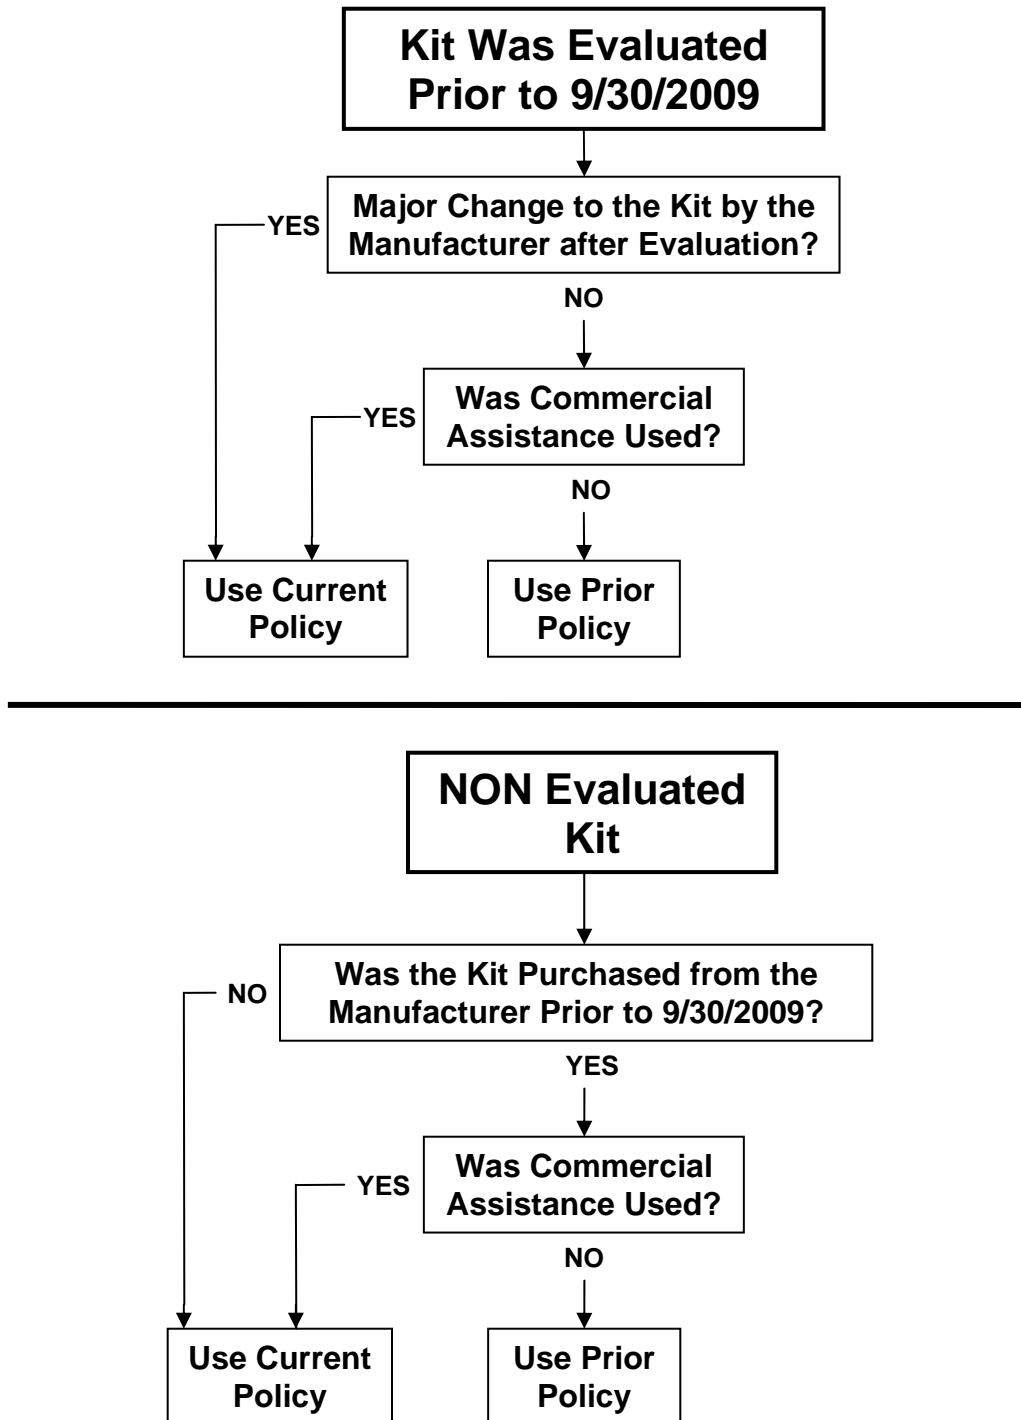 Kit Was Evaluated
Prior to 9/30/2009
Major Change to the Kit by the
Manufacturer after Evaluation?
YES
NO
Was Commercial
Assistance Used?
YES
NO
Use Current
Policy
Use Prior
Policy
NON Evaluated
Kit
Was the Kit Purchased from the
Manufacturer Prior to 9/30/2009?
NO
YES
Was Commercial
Assistance Used?
YES
NO
Use Current
Policy
Use Prior
Policy